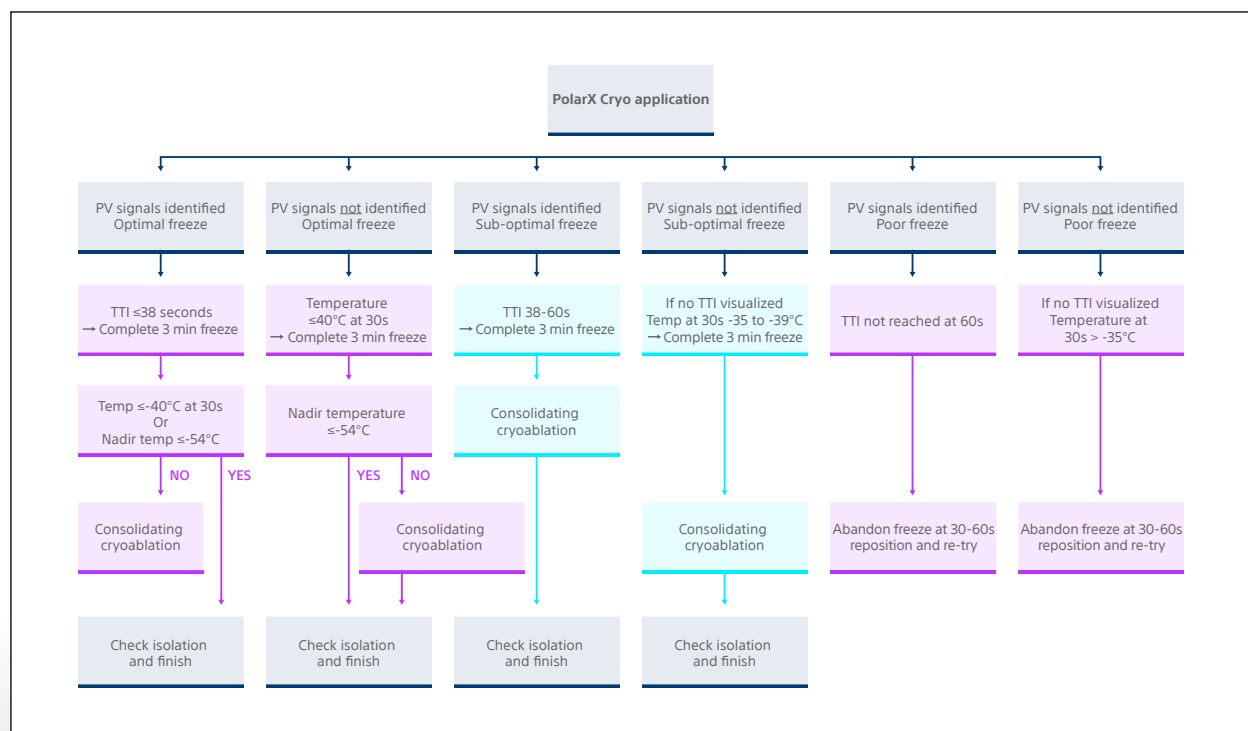 PolarX Cryo application
PV signals identified
Optimal freeze
PV signals not identified
Optimal freeze
PV signals identified
Sub-optimal freeze
PV signals not identified
Sub-optimal freeze
PV signals identified
Poor freeze
PV signals not identified
Poor freeze
TTI ≤38 seconds
→ Complete 3 min freeze
Temperature
≤40°C at 30s
→ Complete 3 min freeze
TTI 38-60s
→ Complete 3 min freeze
If no TTI visualized
Temp at 30s -35 to -39°C
→ Complete 3 min freeze
TTI not reached at 60s
If no TTI visualized
Temperature at
30s > -35°C
Temp ≤-40°C at 30s
Or
Nadir temp ≤-54°C
Nadir temperature
≤-54°C
Consolidating
cryoablation
NO
YES
YES
NO
Consolidating
cryoablation
Consolidating
cryoablation
Consolidating
cryoablation
Abandon freeze at 30-60s
reposition and re-try
Abandon freeze at 30-60s
reposition and re-try
Check isolation
and finish
Check isolation
and finish
Check isolation
and finish
Check isolation
and finish